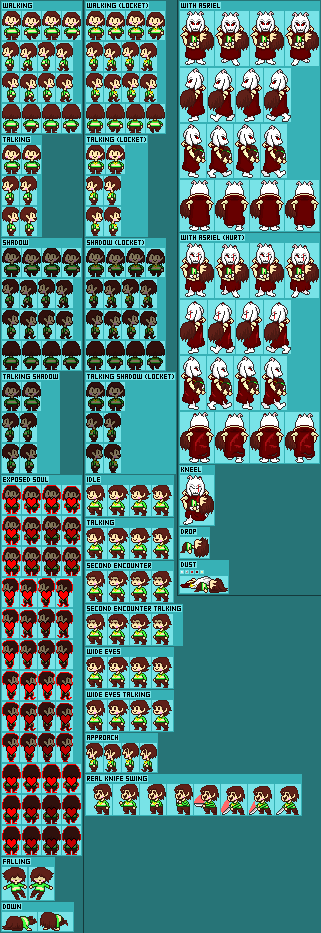 WALKING
WALKING (LOCKET)
WITH ASRIEL
TALKING
TALKING (LOCKET)
SHADOW
SHADOW (LOCKET)
WITH ASRIEL (HURT)
TALKING SHADOW
TALKING SHADOW (LOCKET)
KNEEL
EXPOSED SOUL
IDLE
TALKING
DROP
SECOND ENCOUNTER
DUST
SECOND ENCOUNTER TALKING
WIDE EYES
WIDE EYES TALKING
APPROACH
REAL KNIFE SWING
FALLING
DOWN